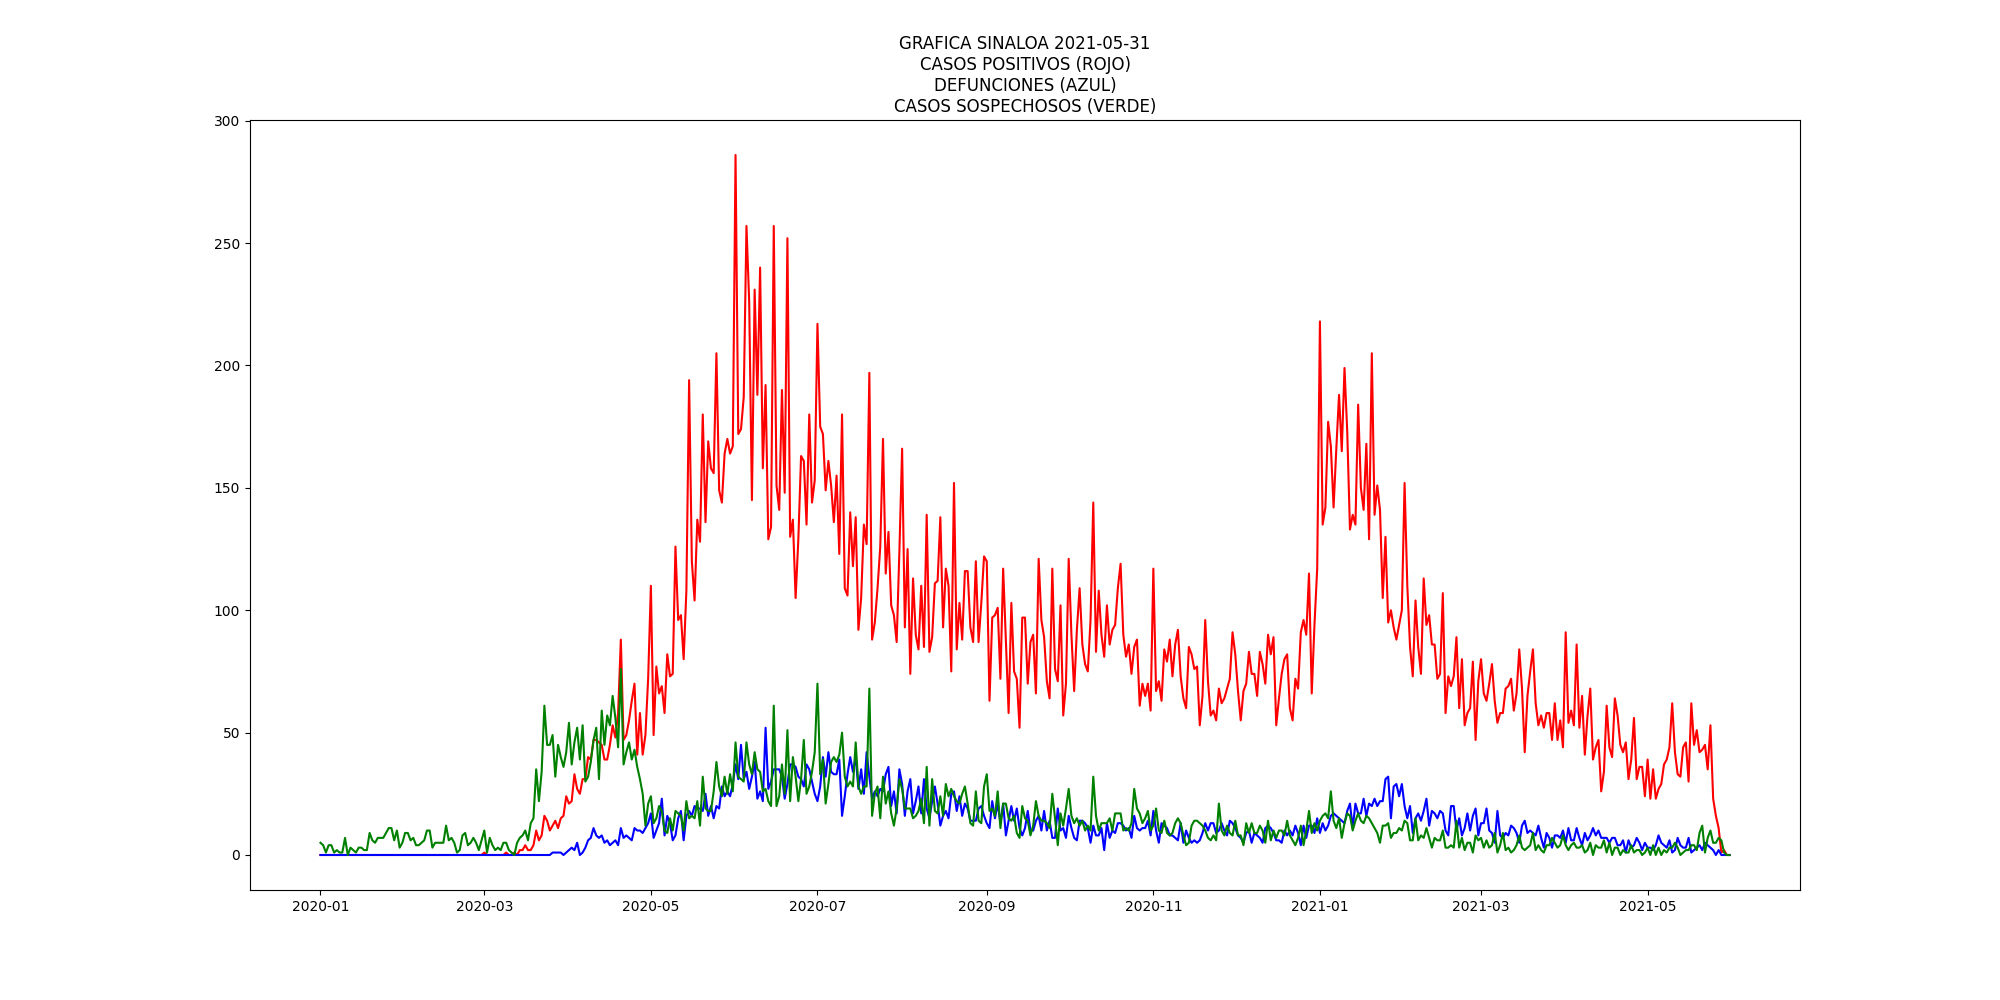 GRAFICA SINALOA 2021-05-31
CASOS POSITIVOS (ROJO)
DEFUNCIONES (AZUL)
CASOS SOSPECHOSOS (VERDE)
300
250
200
150
100
50
0
2020-01 2020-03 2020-05 2020-07 2020-09 2020-11 2021-01 2021-03 2021-05